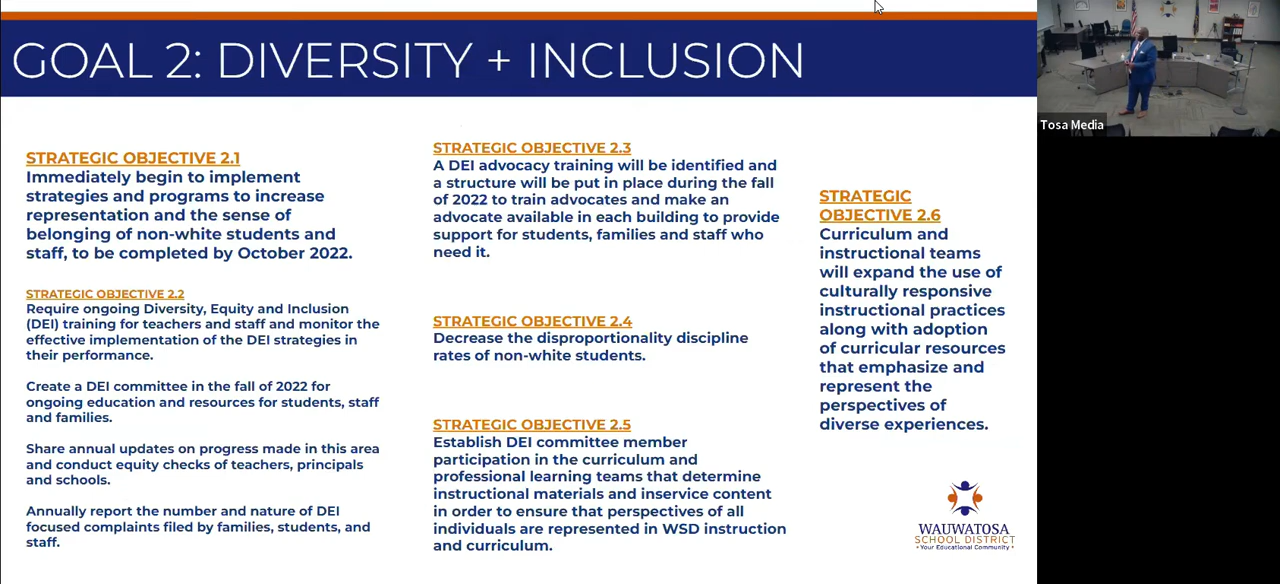 GOAL 2: DIVERSITY + INCLUSION
STRATEGIC OBJECTIVE 2.1
Immediately begin to implement
strategies and programs to increase
representation and the sense of
belonging of non-white students and
staff, to be completed by October 2022.
STRATEGIC OBJECTIVE 2.2
Require ongoing Diversity, Equity and Inclusion
(DEI) training for teachers and staff and monitor the
effective implementation of the DEI strategies in
their performance.
Create a DEI committee in the fall of 2022 for
ongoing education and resources for students, staff
and families.
Share annual updates on progress made in this area
and conduct equity checks of teachers, principals
and schools.
Annually report the number and nature of DEI
focused complaints filed by families, students, and
staff.
STRATEGIC OBJECTIVE 2.3
A DEI advocacy training will be identified and
a structure will be put in place during the fall
of 2022 to train advocates and make an
advocate available in each building to provide
support for students, families and staff who
need it.
STRATEGIC OBJECTIVE 2.4
Decrease the disproportionality discipline
rates of non-white students.
STRATEGIC OBJECTIVE 2.5
Establish DEI committee member
participation in the curriculum and
professional learning teams that determine
instructional materials and inservice content
in order to ensure that perspectives of all
individuals are represented in WSD instruction
and curriculum.
STRATEGIC
OBJECTIVE 2.6
Curriculum and
instructional teams
will expand the use of
culturally responsive
instructional practices
along with adoption
of curricular resources
that emphasize and
represent the
perspectives of
diverse experiences.
WAUWATOSA
SCHOOL DISTRICT
• Your Educational Community •
Tosa Media